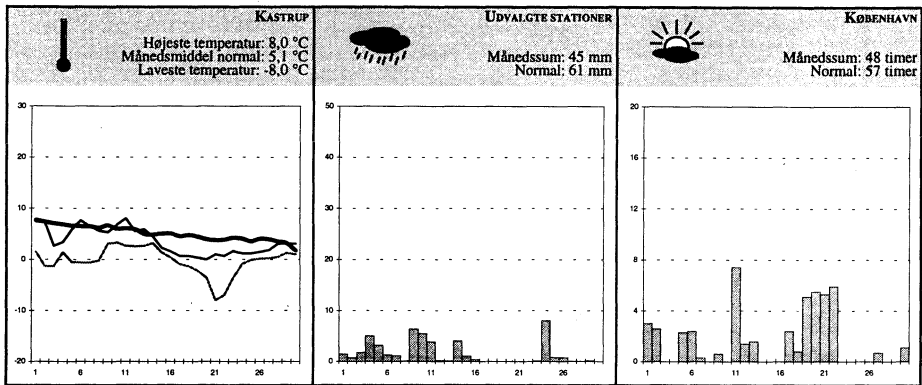 KASTRUP
Højeste temperatur: 8,0 °C
Månedsmiddel normal: 5,1 °C
Laveste temperatur: -8,0 °C
30
20
10
0
-10
-20
1 6 11 16 21 26
UDVALGTE STATIONER
Månedssum: 45 mm
Normal: 61 mm
50
40
30
20
10
0
1 6 11 16 21 26
KØBENHAVN
Månedssum: 48 timer
Normal: 57 timer
20
16
12
8
4
0
1 6 11 16 21 26